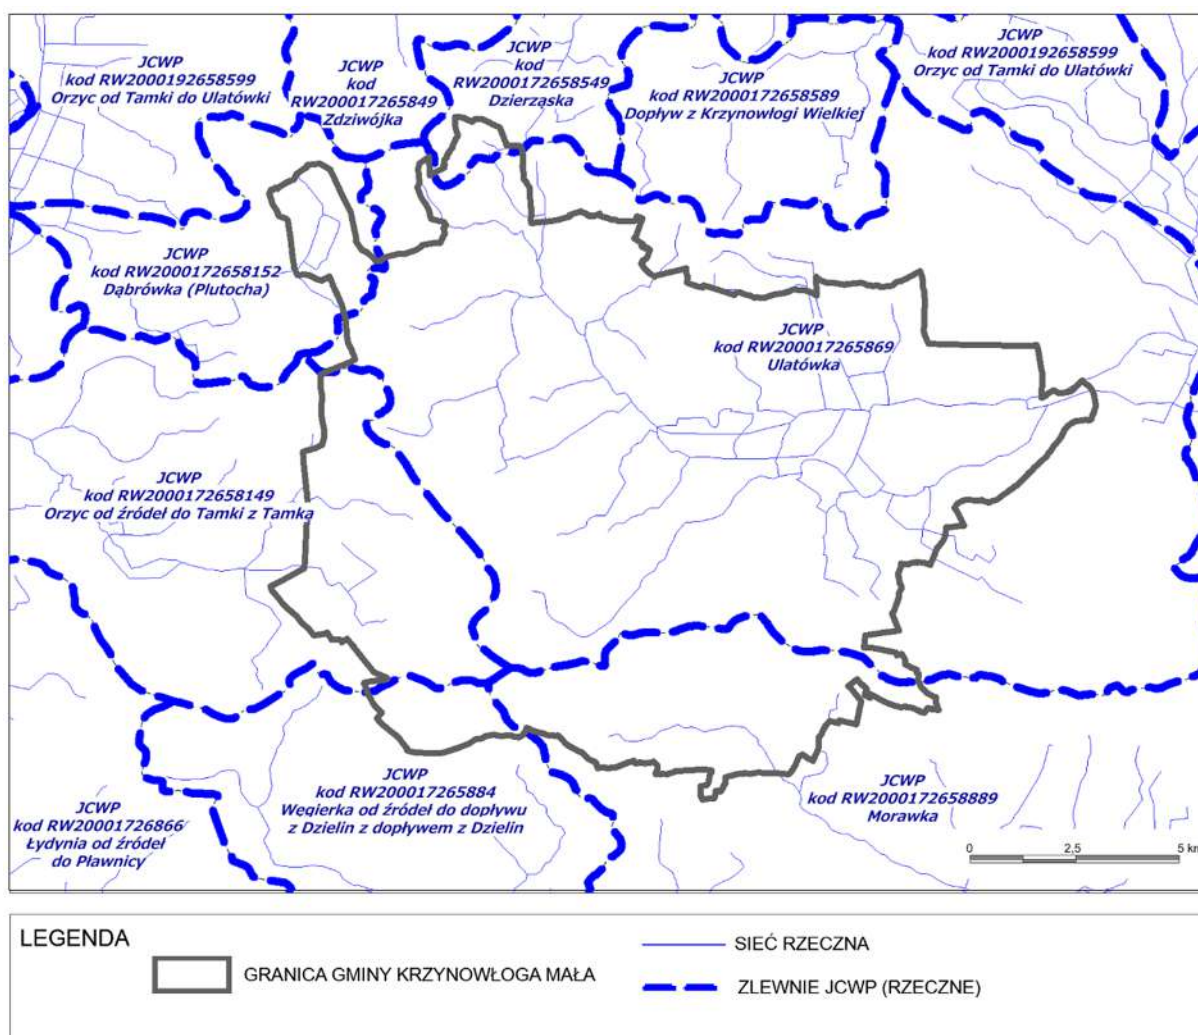 JCWP
kod RW2000192658599
Orzyc od Tamki do Ulatówki
JCWP
kod
RW200017265849
Zdziwójka
JCWP
kod
RW2000172658549
Dzierzaska
JCWP
kod RW2000172658589
Dopływ z Krzynowłogi Wielkiej
JCWP
kod RW2000192658599
Orzyc od Tamki do Ulatówki
JCWP
kod RW2000172658152
Dąbrówka (Plutocha)
JCWP
kod RW200017265869
Ulatówka
JCWP
kod RW2000172658149
Orzyc od źródeł do Tamki z Tamką
JCWP
kod RW200017265884
Węgierka od źródeł do dopływu
z Dzielin z dopływem z Dzielin
JCWP
kod RW2000172658889
Morawka
JCWP
kod RW20001726866
Łydynia od źródeł
do Pławnicy
0 2,5 5 km
LEGENDA
GRANICA GMINY KRZYNOWŁOGA MAŁA
SIEĆ RZECZNA
ZLEWNIE JCWP (RZECZNE)